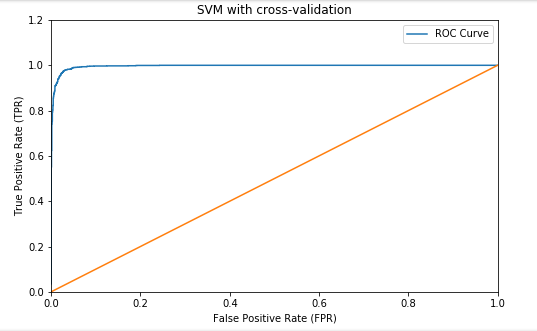 SVM with cross-validation
ROC Curve
True Positive Rate (TPR)
1.2
1.0
0.8
0.6
0.4
0.2
0.0
0.0 0.2 0.4 0.6 0.8 1.0
False Positive Rate (FPR)